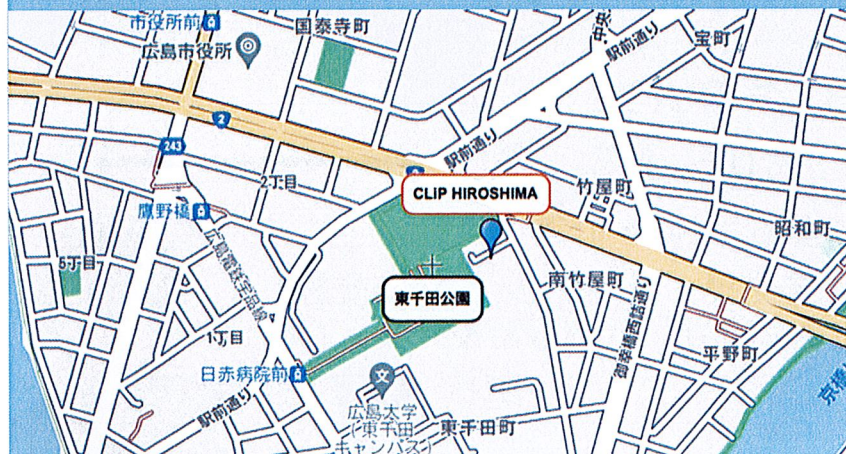 市役所前
国泰寺町
広島市役所
駅前通り
宝町
2
243
駅前通り
2丁目
CLIP HIROSHIMA
竹屋町
鷹野橋
昭和町
5丁目
広島電鉄宇品線
南竹屋町
東千田公園
1丁目
御幸橋西詰通り
平野町
日赤病院前
文
駅前通り
広島大学
(東千田
キャンパス)
東千田町